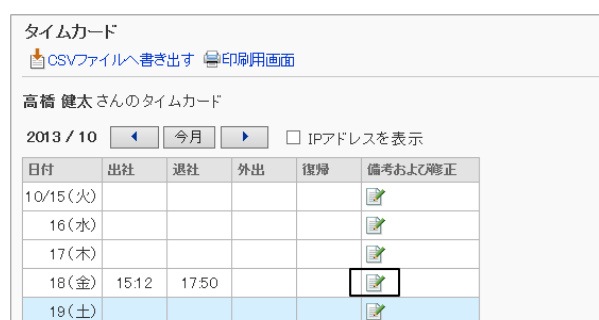 タイムカード
CSVファイルへ書き出す 印刷用画面
高橋 健太 さんのタイムカード
2013 / 10 今月 IPアドレスを表示
日付 出社 退社 外出 復帰 備考および修正
10/15(火)
16(水)
17(木)
18(金) 15:12 17:50
19(土)